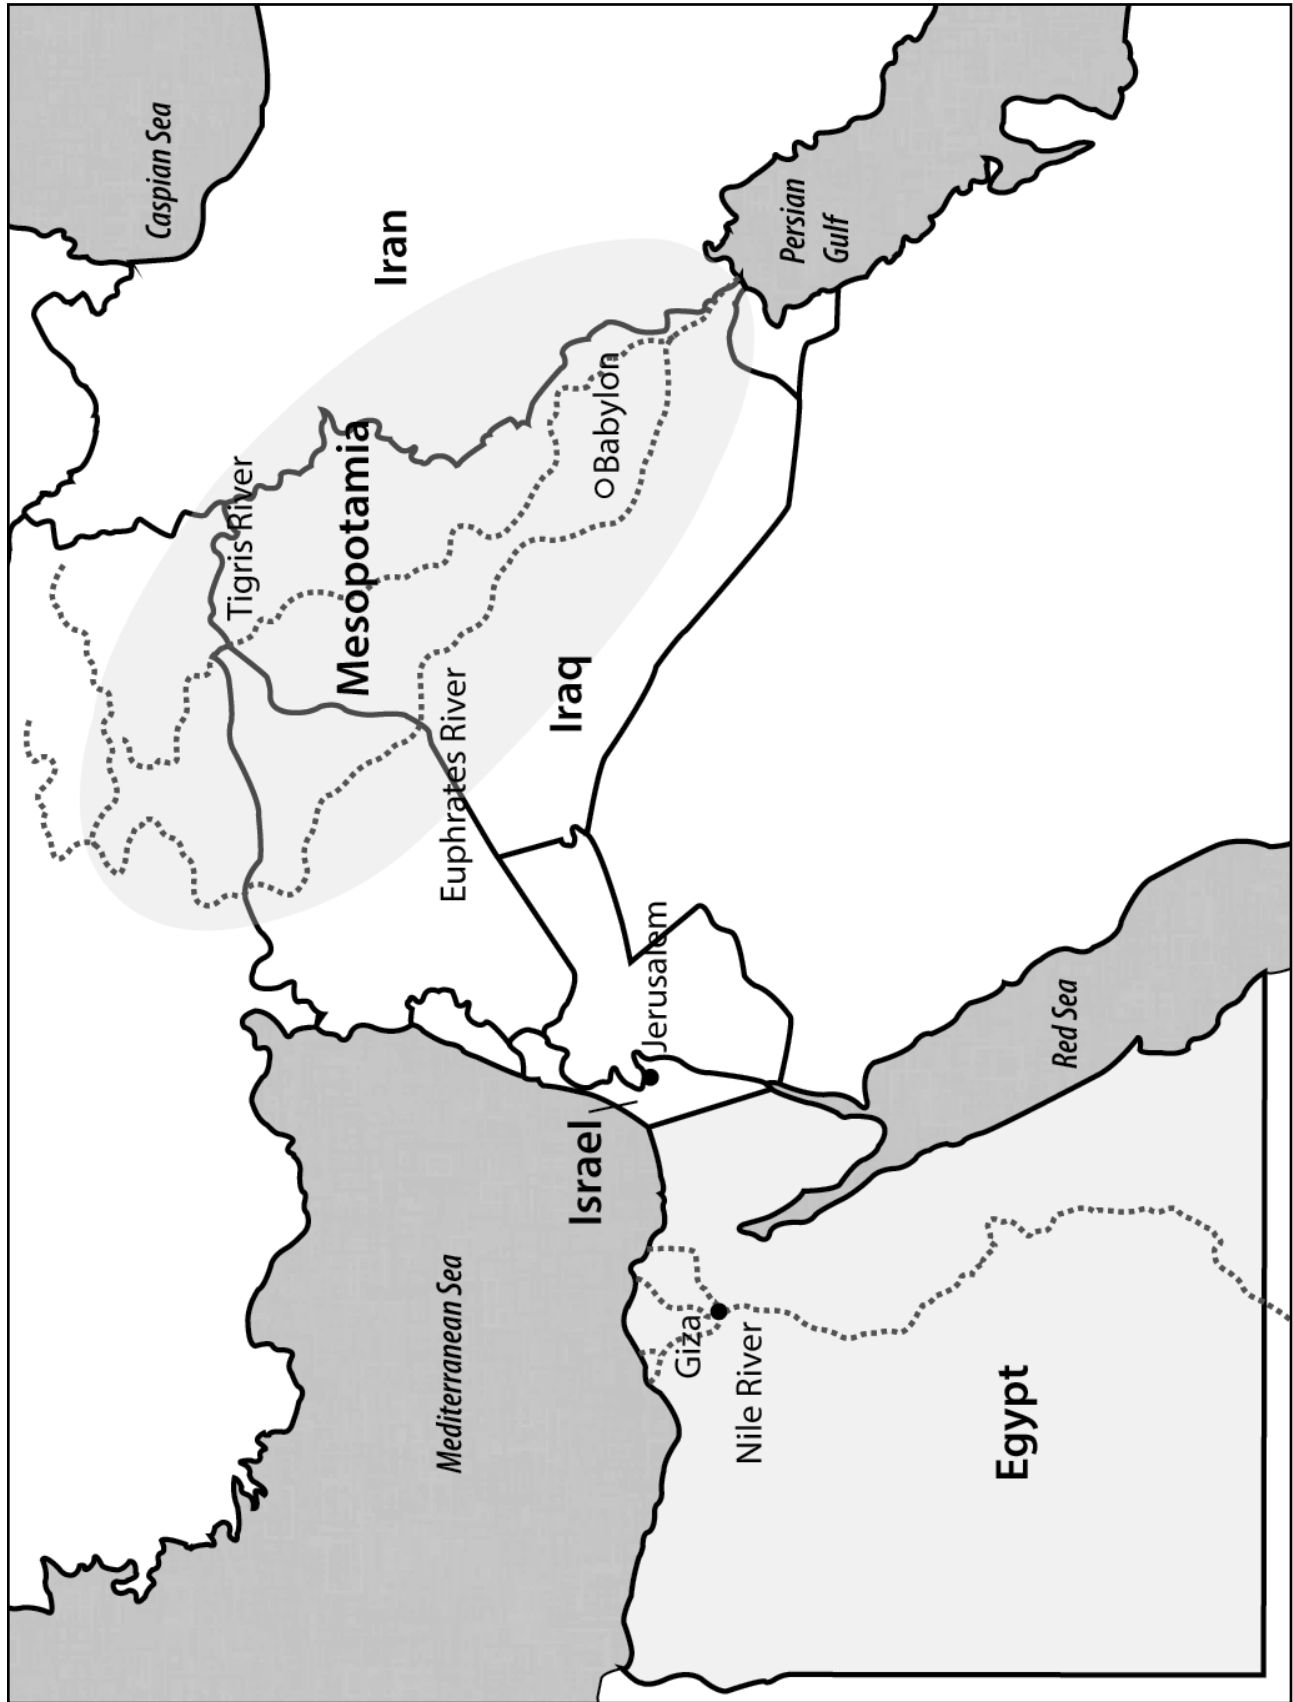 Caspian Sea
Tigris River
Iran
Mesopotamia
Mediterranean Sea
Euphrates River
Iraq
Babylon
Israel
Jerusalem
Persian
Gulf
Giza
Nile River
Egypt
Red Sea